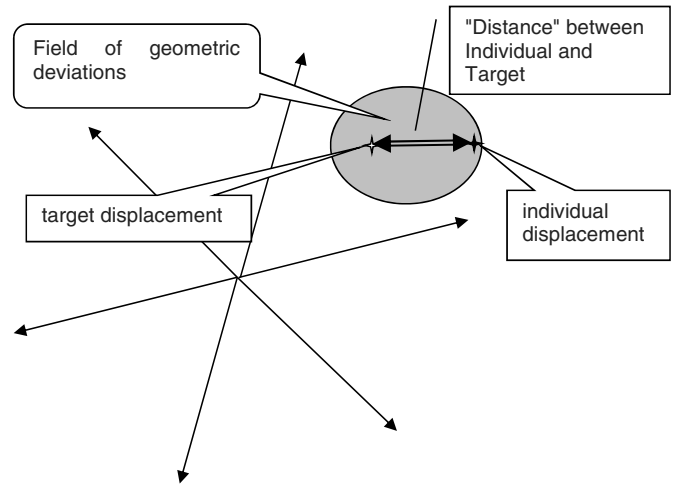 Field of geometric
deviations
"Distance" between
Individual and
Target
target displacement
individual
displacement